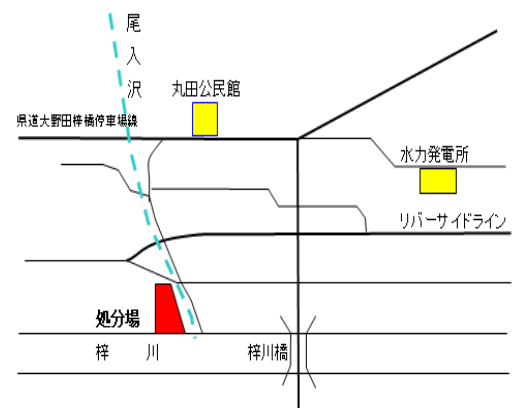 尾入沢
丸田公民館
県道大野田梓橋停車場線
水力発電所
リバーサイドライン
処分場
梓川
梓川橋